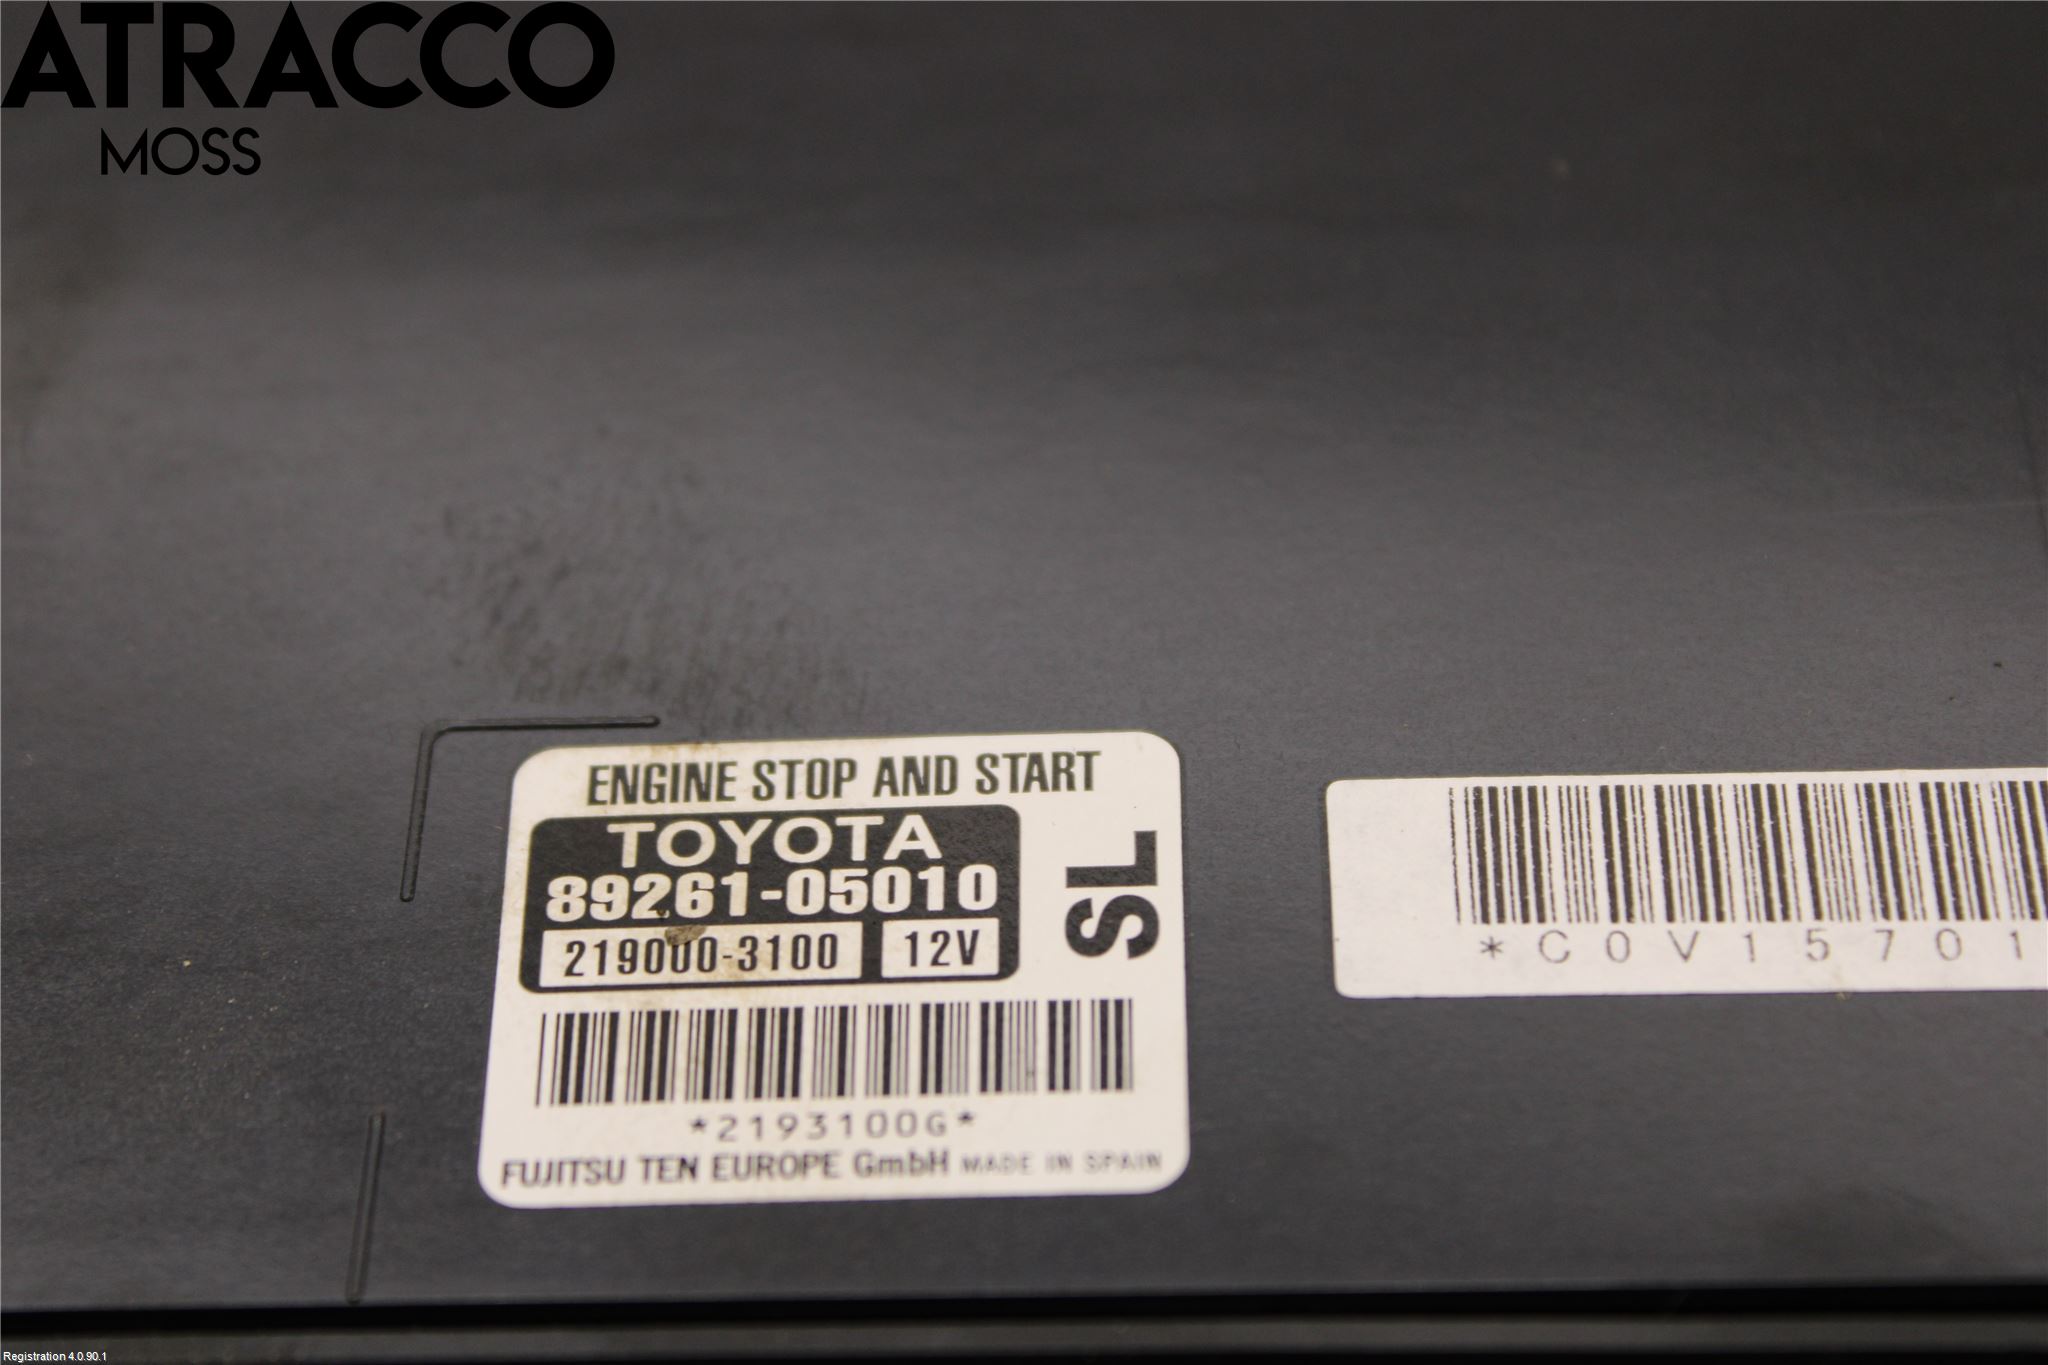 ATRACCO
MOSS
ENGINE STOP AND START
TOYOTA
89261-05010
219000-3100 12V
SL
*2193100G*
FUJITSU TEN EUROPE GmbH MADE IN SPAIN
*C0V15701
Registration 4.0.90.1